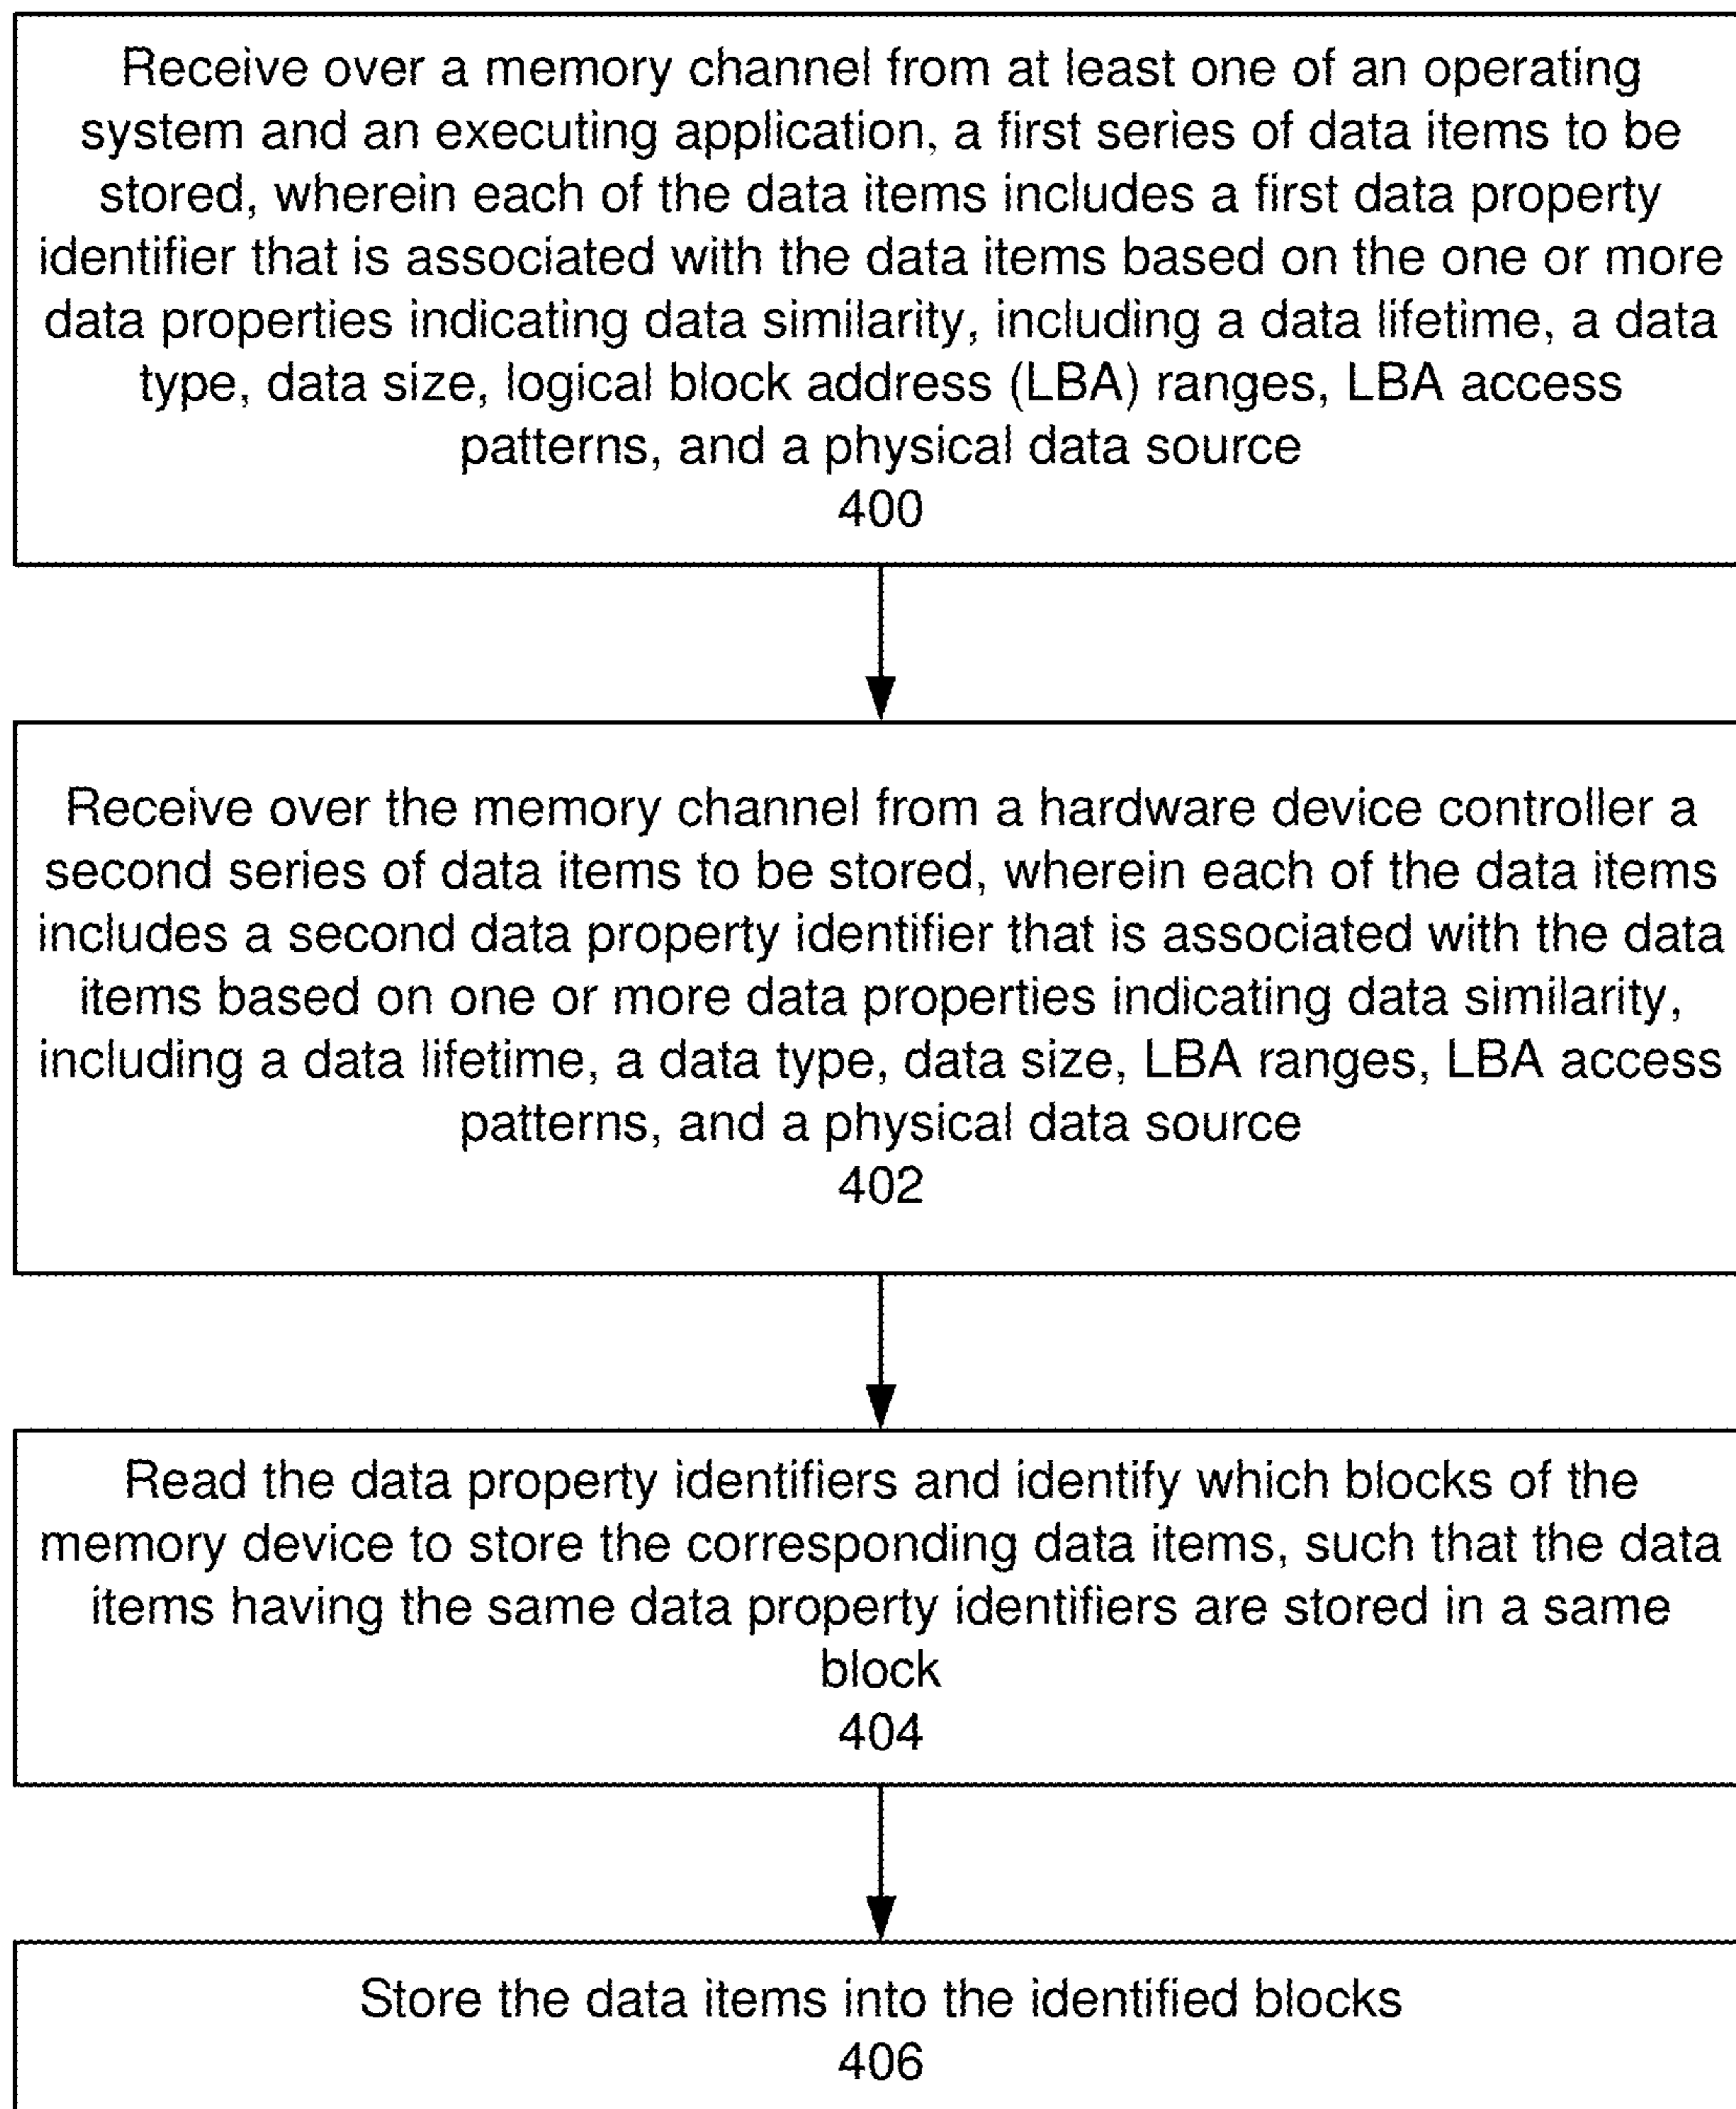 Receive over a memory channel from at least one of an operating
system and an executing application, a first series of data items to be
stored, wherein each of the data items includes a first data property
identifier that is associated with the data items based on the one or more
data properties indicating data similarity, including a data lifetime, a data
type, data size, logical block address (LBA) ranges, LBA access
patterns, and a physical data source
400
Receive over the memory channel from a hardware device controller a
second series of data items to be stored, wherein each of the data items
includes a second data property identifier that is associated with the data
items based on one or more data properties indicating data similarity,
including a data lifetime, a data type, data size, LBA ranges, LBA access
patterns, and a physical data source
402
Read the data property identifiers and identify which blocks of the
memory device to store the corresponding data items, such that the data
items having the same data property identifiers are stored in a same
block
404
Store the data items into the identified blocks
406